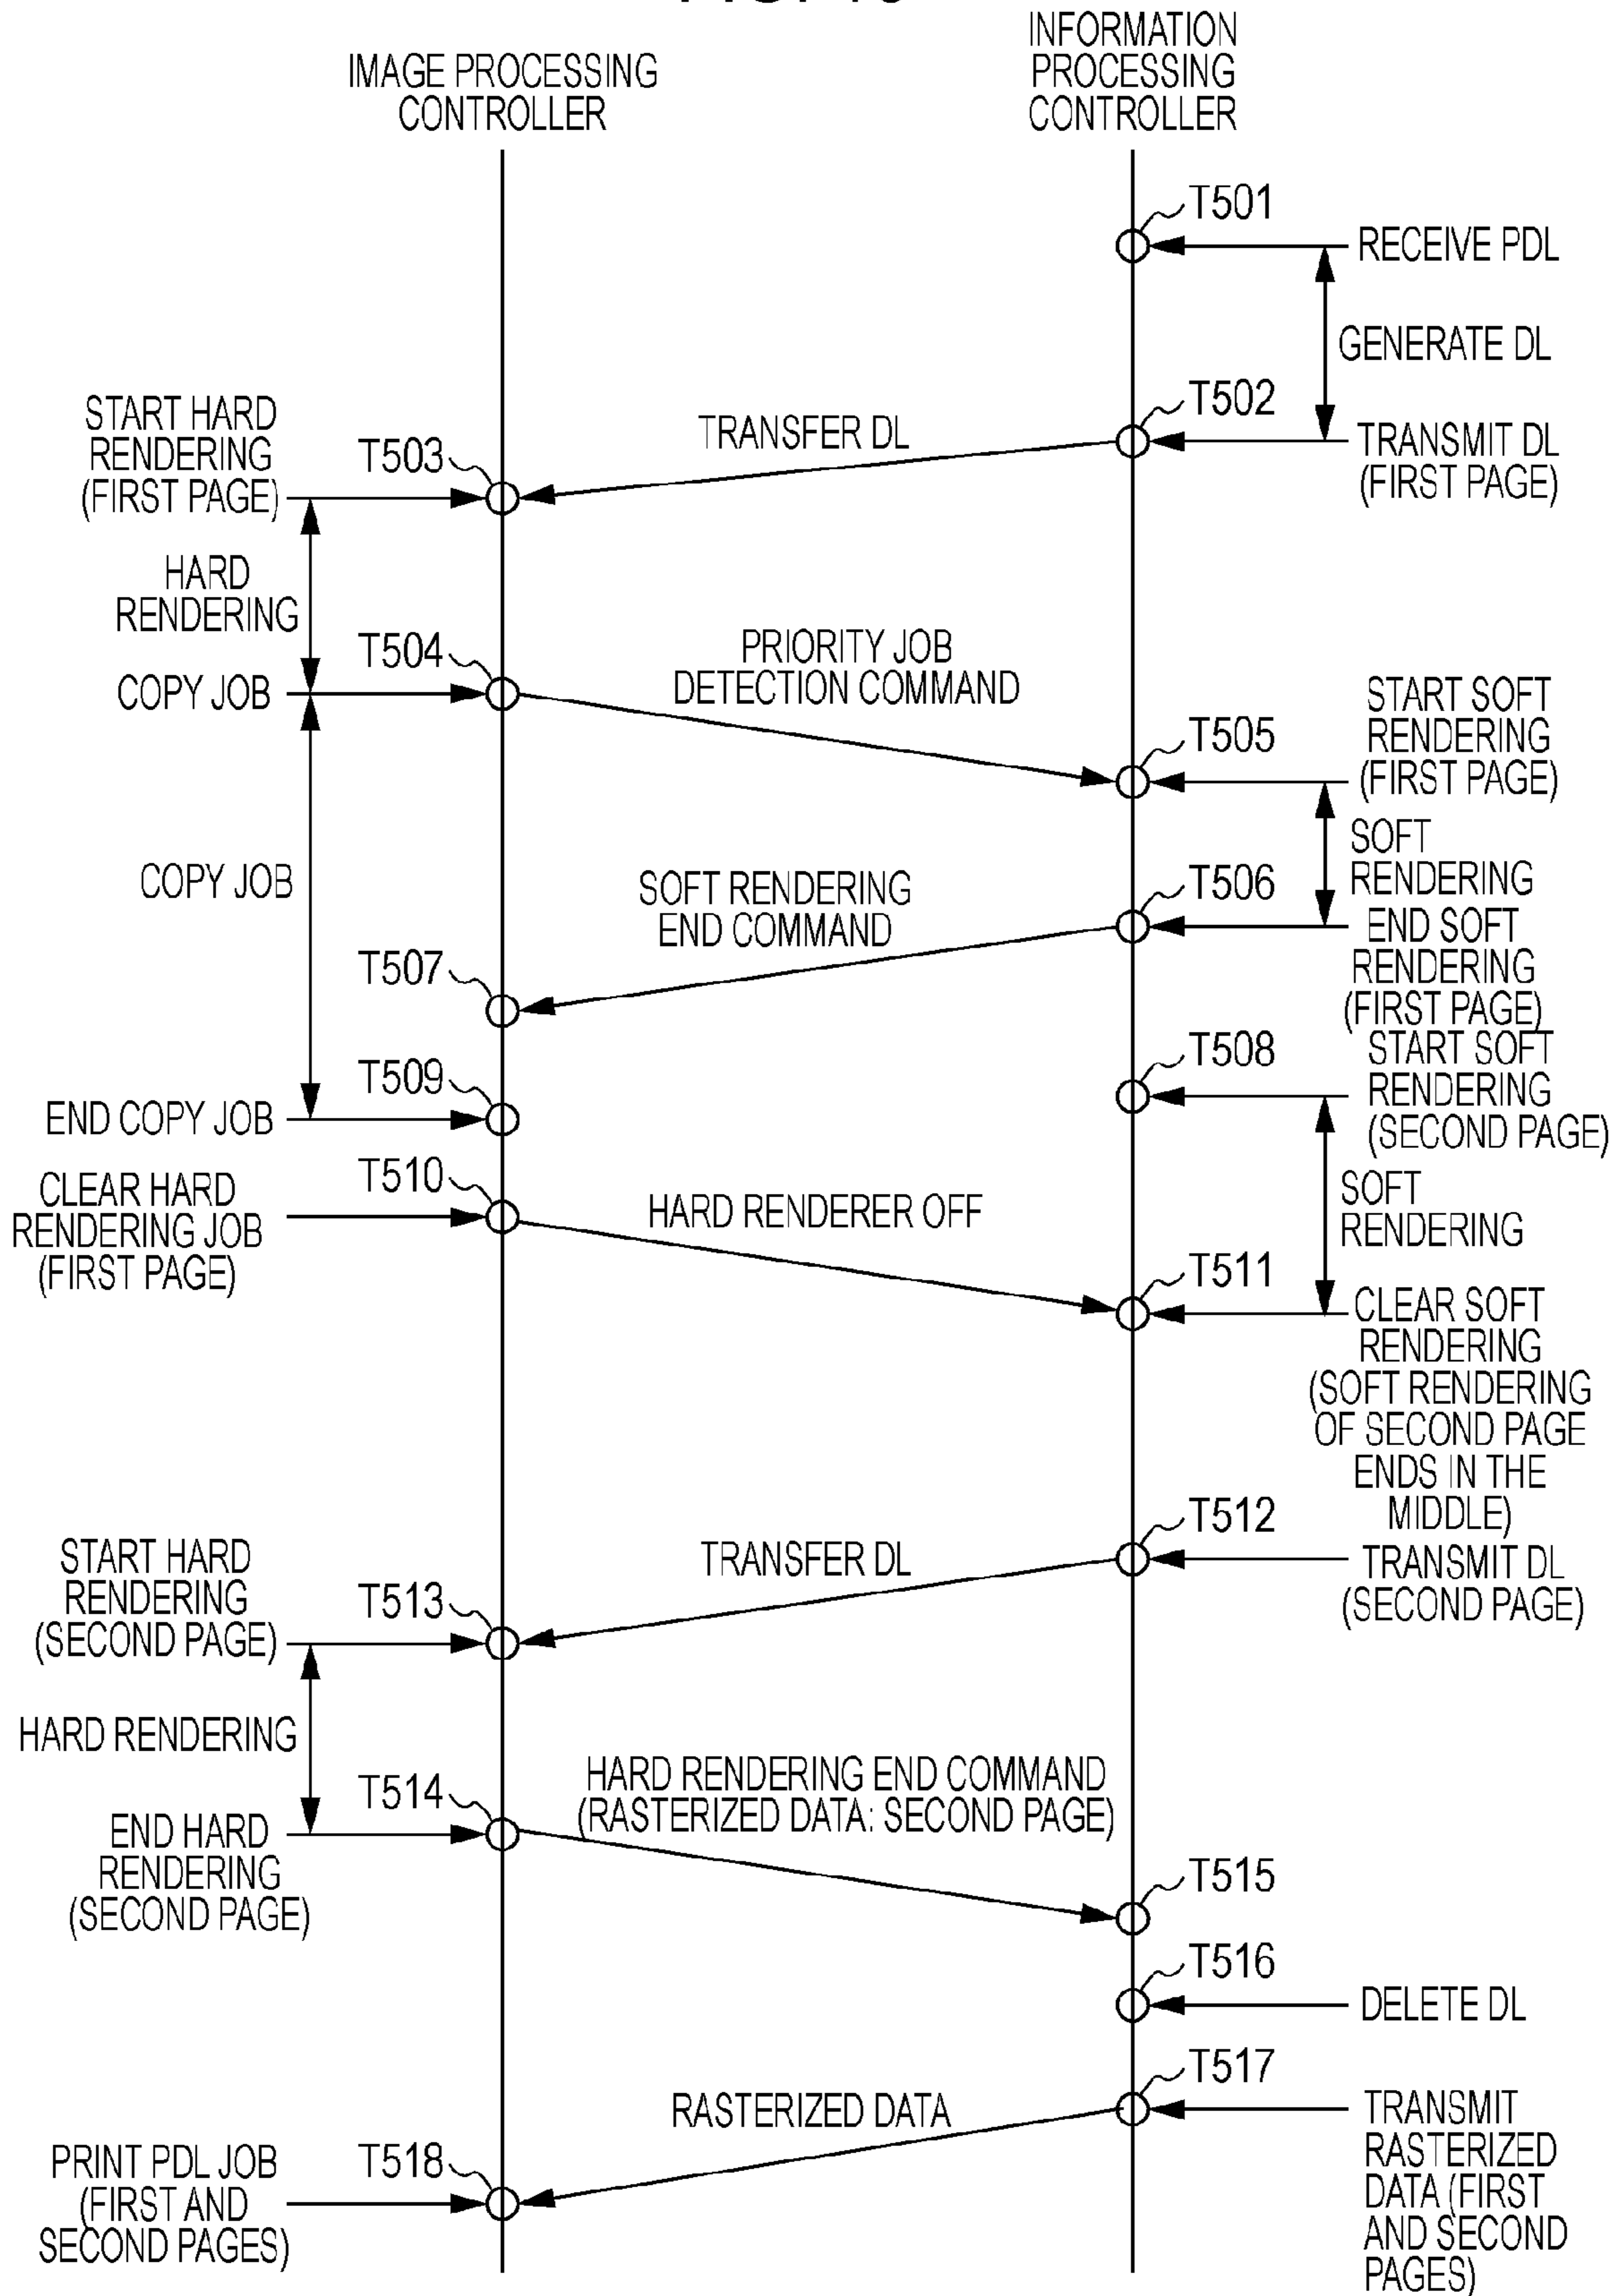 IMAGE PROCESSING
CONTROLLER
INFORMATION
PROCESSING
CONTROLLER
T501
RECEIVE PDL
GENERATE DL
T502
TRANSMIT DL
(FIRST PAGE)
TRANSFER DL
START HARD
RENDERING
(FIRST PAGE)
T503
HARD
RENDERING
T504
COPY JOB
PRIORITY JOB
DETECTION COMMAND
START SOFT
RENDERING
(FIRST PAGE)
T505
SOFT
RENDERING
COPY JOB
SOFT RENDERING
END COMMAND
T506
END SOFT
RENDERING
(FIRST PAGE)
T507
T508
START SOFT
RENDERING
(SECOND PAGE)
T509
END COPY JOB
T510
CLEAR HARD
RENDERING JOB
(FIRST PAGE)
HARD RENDERER OFF
SOFT
RENDERING
T511
CLEAR SOFT
RENDERING
(SOFT RENDERING
OF SECOND PAGE
ENDS IN THE
MIDDLE)
T512
TRANSMIT DL
(SECOND PAGE)
TRANSFER DL
START HARD
RENDERING
(SECOND PAGE)
T513
HARD RENDERING
T514
END HARD
RENDERING
(SECOND PAGE)
HARD RENDERING END COMMAND
(RASTERIZED DATA: SECOND PAGE)
T515
T516
DELETE DL
T517
TRANSMIT
RASTERIZED
DATA (FIRST
AND SECOND
PAGES)
RASTERIZED DATA
PRINT PDL JOB
(FIRST AND
SECOND PAGES)
T518